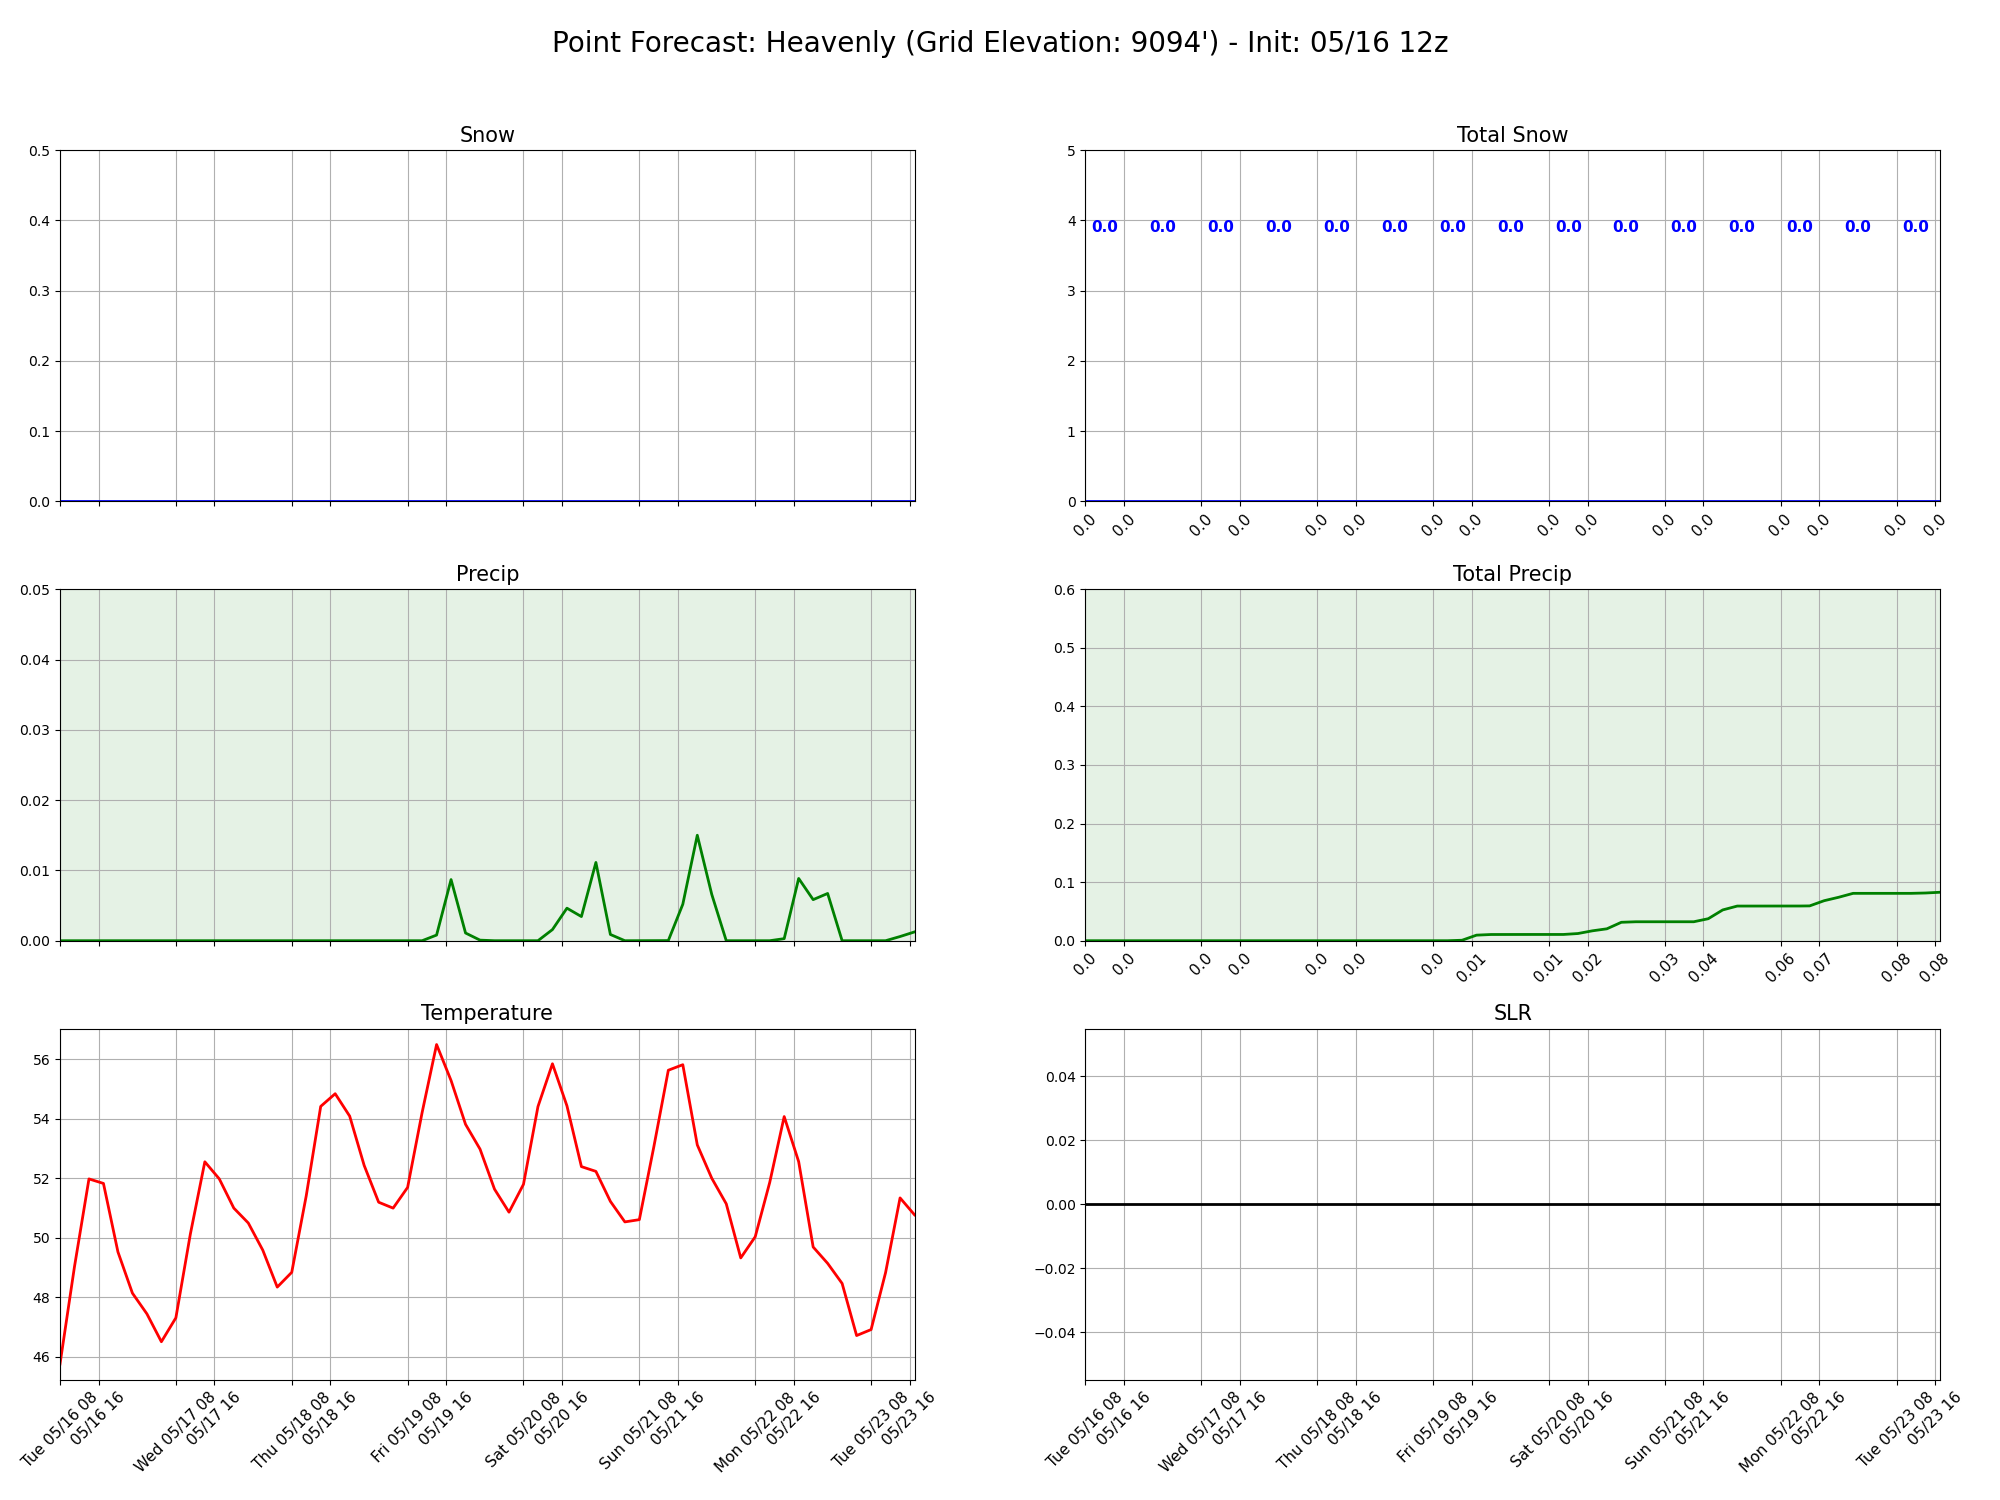 Point Forecast: Heavenly (Grid Elevation: 9094') - Init: 05/16 12z
Snow
0.5
0.4
0.3
0.2
0.1
0.0
Total Snow
5
4
3
2
1
0
0.0 0.0 0.0 0.0 0.0 0.0 0.0 0.0 0.0 0.0 0.0 0.0 0.0 0.0 0.0
0.0 0.0 0.0 0.0 0.0 0.0 0.0 0.0 0.0 0.0 0.0 0.0 0.0 0.0 0.0 0.0
Precip
0.05
0.04
0.03
0.02
0.01
0.00
Total Precip
0.6
0.5
0.4
0.3
0.2
0.1
0.0
0.0 0.0 0.0 0.0 0.0 0.0 0.0 0.01 0.01 0.02 0.03 0.04 0.06 0.07 0.08 0.08
Temperature
56
54
52
50
48
46
Tue 05/16 08
05/16 16
Wed 05/17 08
05/17 16
Thu 05/18 08
05/18 16
Fri 05/19 08
05/19 16
Sat 05/20 08
05/20 16
Sun 05/21 08
05/21 16
Mon 05/22 08
05/22 16
Tue 05/23 08
05/23 16
SLR
0.04
0.02
0.00
−0.02
−0.04
Tue 05/16 08
05/16 16
Wed 05/17 08
05/17 16
Thu 05/18 08
05/18 16
Fri 05/19 08
05/19 16
Sat 05/20 08
05/20 16
Sun 05/21 08
05/21 16
Mon 05/22 08
05/22 16
Tue 05/23 08
05/23 16